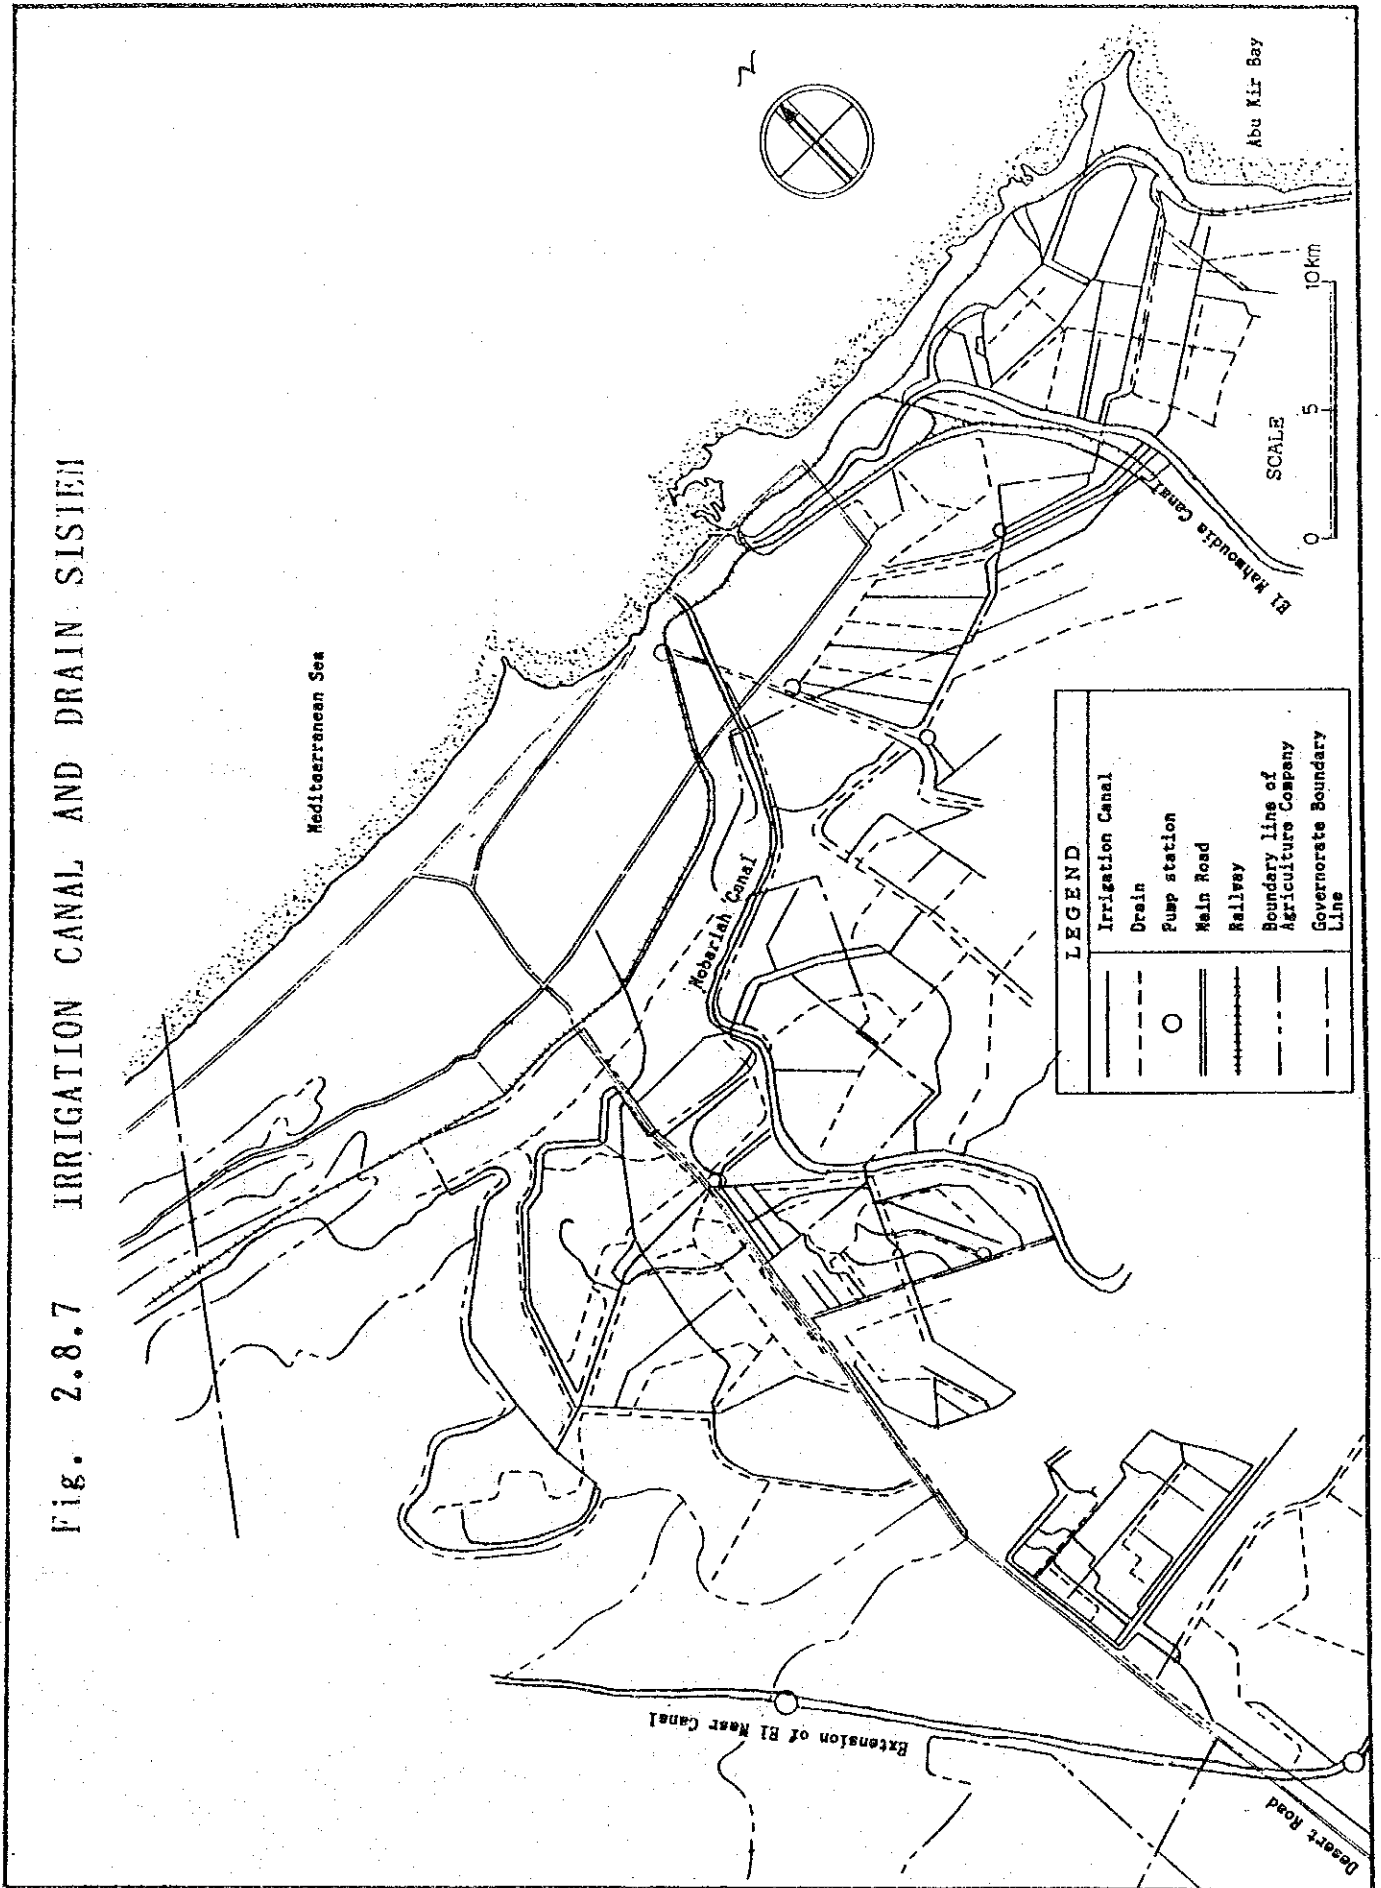 Fig. 2.8.7 IRRIGATION CANAL AND DRAIN SISTEM
Mediterranean Sea
N
Abu Kir Bay
Nobariah Canal
El Mahmoudia Canal
SCALE
0 5 10km
Extension of El Nasr Canal
Desert Road
LEGEND
Irrigation Canal
Drain
Pump station
Main Road
Railway
Boundary line of
Agriculture Company
Governorate Boundary
Line